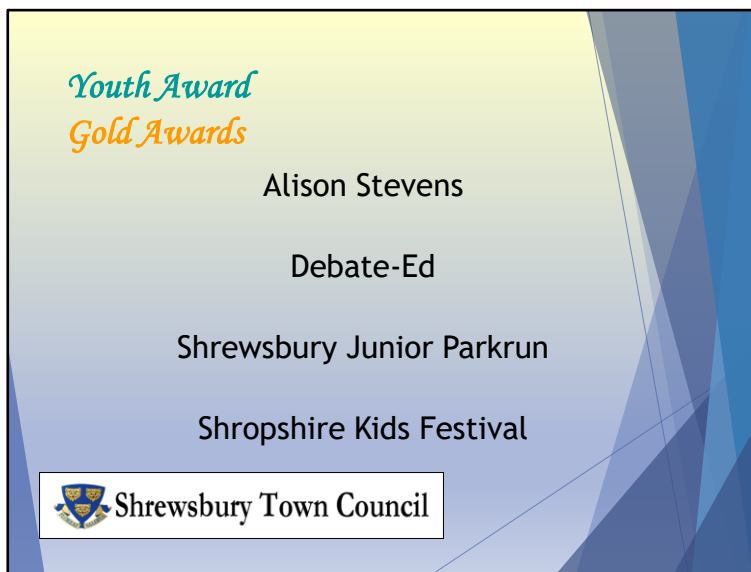 Youth Award
Gold Awards
Alison Stevens
Debate-Ed
Shrewsbury Junior Parkrun
Shropshire Kids Festival
Shrewsbury Town Council